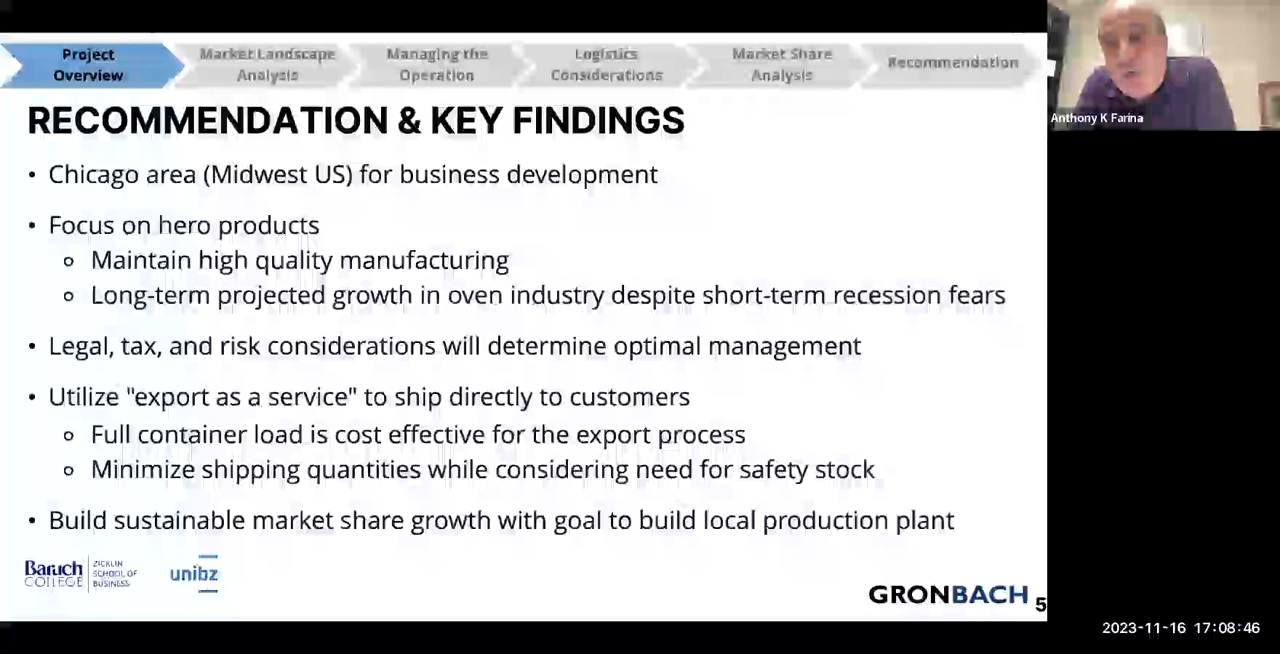 Project
Overview
Market Landscape
Analysis
Managing the
Operation
Logistics
Considerations
Market Share
Analysis
Recommendation
Anthony K Farina
RECOMMENDATION & KEY FINDINGS
• Chicago area (Midwest US) for business development
• Focus on hero products
○ Maintain high quality manufacturing
○ Long-term projected growth in oven industry despite short-term recession fears
• Legal, tax, and risk considerations will determine optimal management
• Utilize "export as a service" to ship directly to customers
○ Full container load is cost effective for the export process
○ Minimize shipping quantities while considering need for safety stock
• Build sustainable market share growth with goal to build local production plant
Baruch
COLLEGE
ZICKLIN
SCHOOL OF
BUSINESS
unibz
GRONBACH
5
2023-11-16 17:08:46